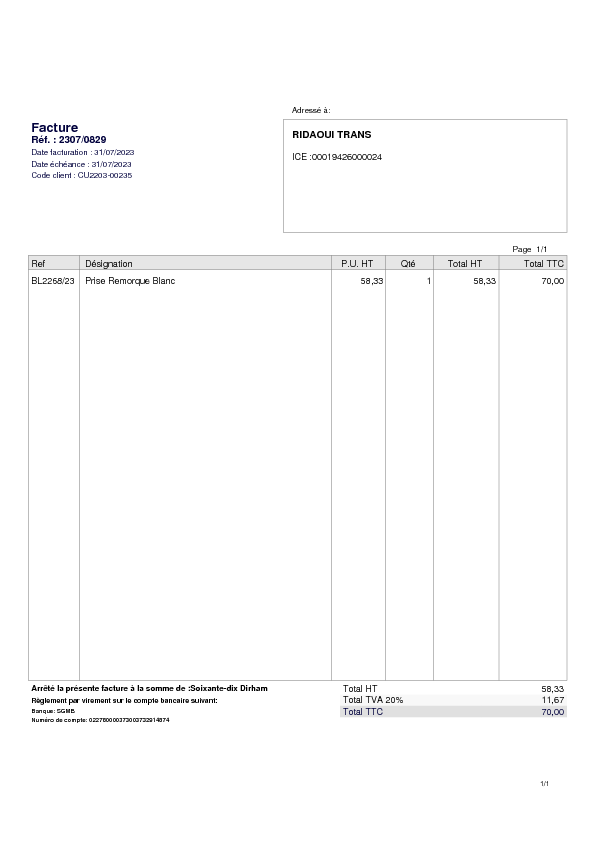 Adressé à:
Facture
Réf. : 2307/0829
Date facturation : 31/07/2023
Date échéance : 31/07/2023
Code client : CU2203-00235
RIDAOUI TRANS
ICE :00019426000024
Page 1/1
Ref Désignation P.U. HT Qté Total HT Total TTC
BL2268/23 Prise Remorque Blanc 58,33 1 58,33 70,00
Arrêté la présente facture à la somme de :Soixante-dix Dirham
Règlement par virement sur le compte bancaire suivant:
Banque: SGMB
Numéro de compte:
Total HT 58,33
Total TVA 20% 11,67
Total TTC 70,00
1/1